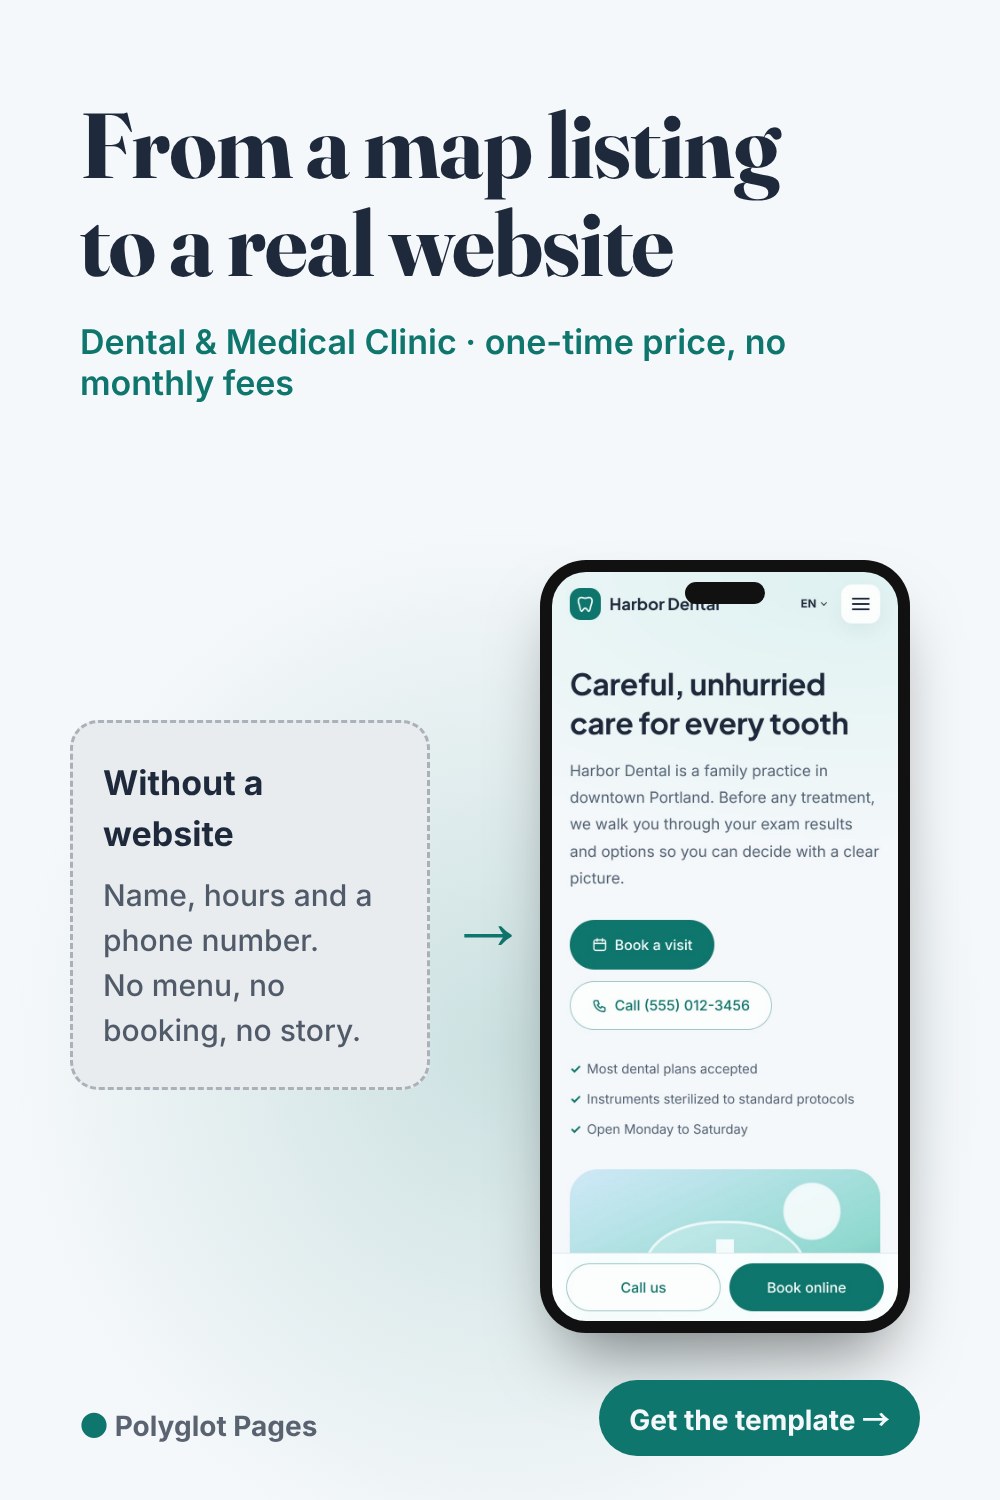 From a map listing
to a real website
Dental & Medical Clinic · one-time price, no
monthly fees
Without a
website
Name, hours and a
phone number.
No menu, no
booking, no story.
→
Harbor Dental
EN
Careful, unhurried
care for every tooth
Harbor Dental is a family practice in
downtown Portland. Before any treatment,
we walk you through your exam results
and options so you can decide with a clear
picture.
Book a visit
Call (555) 012-3456
✓ Most dental plans accepted
✓ Instruments sterilized to standard protocols
✓ Open Monday to Saturday
Call us
Book online
Polyglot Pages
Get the template →